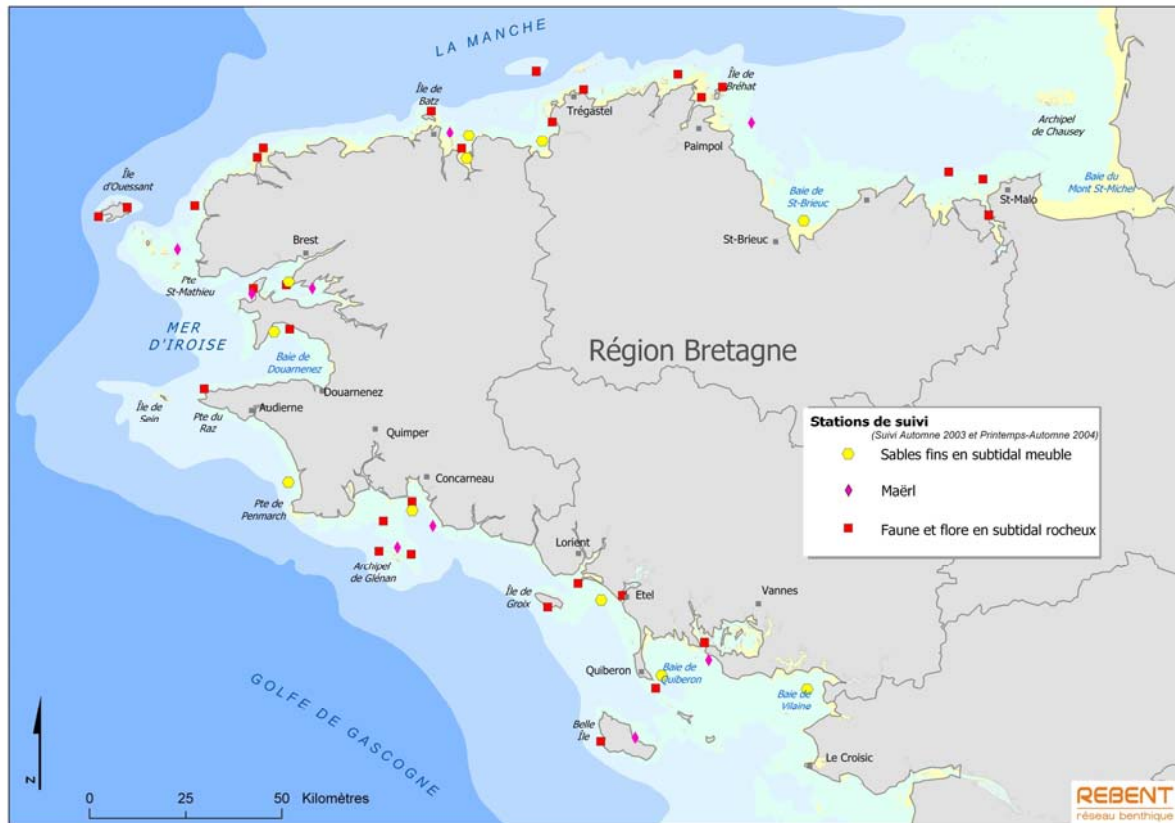 LA MANCHE
Île de
Batz
Trégastel
Île de
Bréhat
Archipel
de Chausey
Paimpol
Île
d'Ouessant
Baie de
St-Brieuc
Baie du
Mont St-Michel
St-Malo
Brest
St-Brieuc
Pte
St-Mathieu
MER
D'IROISE
Région Bretagne
Baie de
Douarnenez
Douarnenez
Île de
Sein
Pte du
Raz
Audierne
Quimper
Stations de suivi
(Suivi Automne 2003 et Printemps-Automne 2004)
Sables fins en subtidal meuble
Maërl
Faune et flore en subtidal rocheux
Concarneau
Pte de
Penmarch
Lorient
Archipel
de Glénan
Île de
Groix
Etel
Vannes
Quiberon
Baie de
Quiberon
Baie de
Vilaine
GOLFE DE GASCOGNE
Belle
Île
Le Croisic
N
0 25 50 Kilomètres
REBENT
réseau benthique